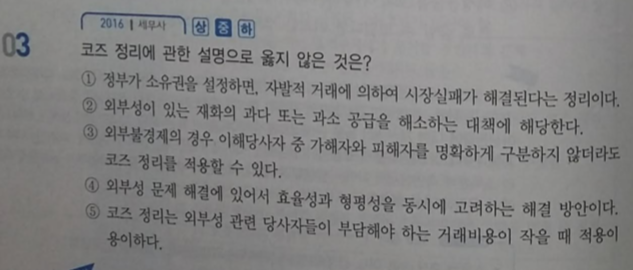 2016 | 세무사 상 중 하
03 코즈 정리에 관한 설명으로 옳지 않은 것은?
① 정부가 소유권을 설정하면, 자발적 거래에 의하여 시장실패가 해결된다는 정리이다.
② 외부성이 있는 재화의 과다 또는 과소 공급을 해소하는 대책에 해당한다.
③ 외부불경제의 경우 이해당사자 중 가해자와 피해자를 명확하게 구분하지 않더라도
코즈 정리를 적용할 수 있다.
④ 외부성 문제 해결에 있어서 효율성과 형평성을 동시에 고려하는 해결 방안이다.
⑤ 코즈 정리는 외부성 관련 당사자들이 부담해야 하는 거래비용이 작을 때 적용이
용이하다.